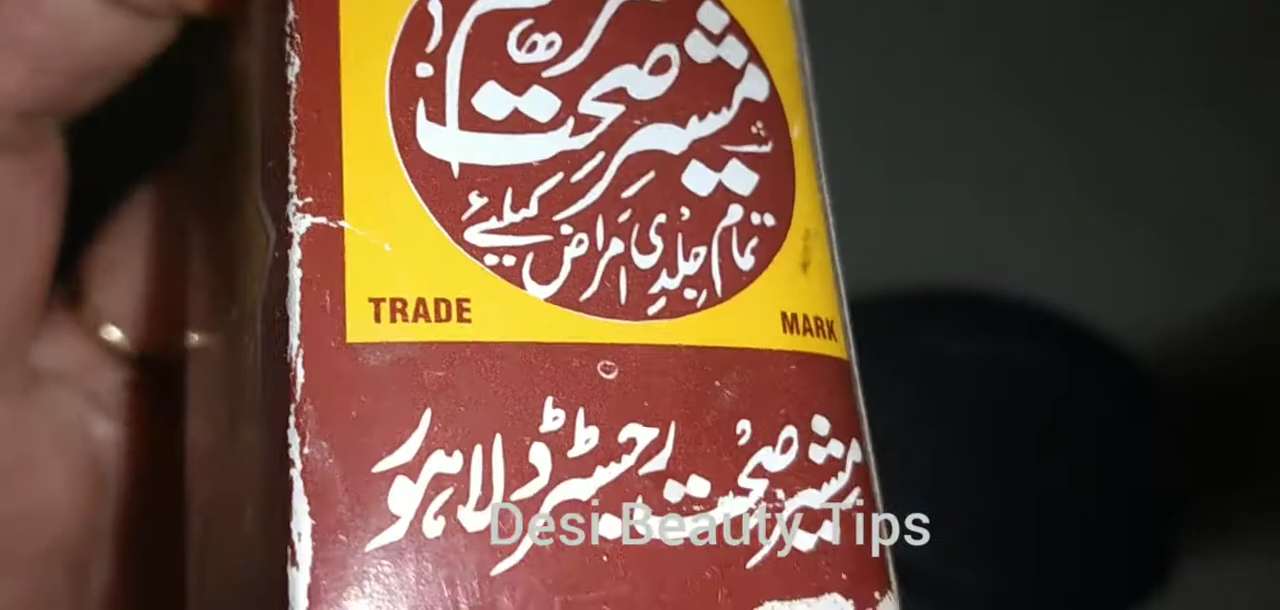 مشیر صحت
تمام جلدی امراض کیلئے
TRADE MARK
مشیر صحت رجسٹرڈ لاہور
Desi Beauty Tips